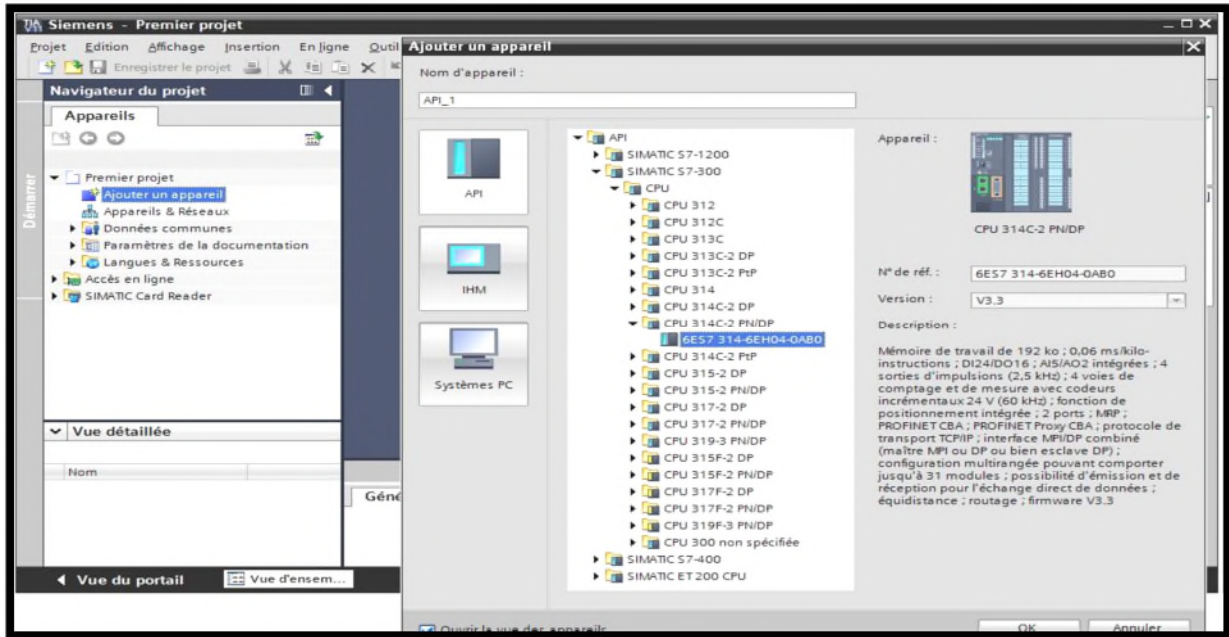 Siemens - Premier projet
Projet Edition Affichage Insertion En ligne Outil
Enregistrer le projet
Navigateur du projet
Appareils
Démarrer
Premier projet
Ajouter un appareil
Appareils & Réseaux
Données communes
Paramètres de la documentation
Langues & Ressources
Accès en ligne
SIMATIC Card Reader
Vue détaillée
Nom
Géné
Vue du portail
Vue d'ensem...
Ajouter un appareil
Nom d'appareil :
API_1
API
IHM
Systèmes PC
API
SIMATIC S7-1200
SIMATIC S7-300
CPU
CPU 312
CPU 312C
CPU 313C
CPU 313C-2 DP
CPU 313C-2 PtP
CPU 314
CPU 314C-2 DP
CPU 314C-2 PN/DP
6ES7 314-6EH04-0AB0
CPU 314C-2 PtP
CPU 315-2 DP
CPU 315-2 PN/DP
CPU 317-2 DP
CPU 317-2 PN/DP
CPU 319-3 PN/DP
CPU 315F-2 DP
CPU 315F-2 PN/DP
CPU 317F-2 DP
CPU 317F-2 PN/DP
CPU 319F-3 PN/DP
CPU 300 non spécifiée
SIMATIC S7-400
SIMATIC ET 200 CPU
Appareil :
CPU 314C-2 PN/DP
N° de réf. :
6ES7 314-6EH04-0AB0
Version :
V3.3
Description :
Mémoire de travail de 192 ko ; 0,06 ms/kilo-
instructions ; DI24/DO16 ; AI5/AO2 intégrées ; 4
sorties d'impulsions (2,5 kHz) ; 4 voies de
comptage et de mesure avec codeurs
incrémentaux 24 V (60 kHz) ; fonction de
positionnement intégrée ; 2 ports ; MRP ;
PROFINET CBA ; PROFINET Proxy CBA ; protocole de
transport TCP/IP ; interface MPI/DP combiné
(maître MPI ou DP ou bien esclave DP) ;
configuration multirangée pouvant comporter
jusqu'à 31 modules ; possibilité d'émission et de
réception pour l'échange direct de données ;
équidistance ; routage ; firmware V3.3
Ouvrir la vue des appareils
OK
Annuler